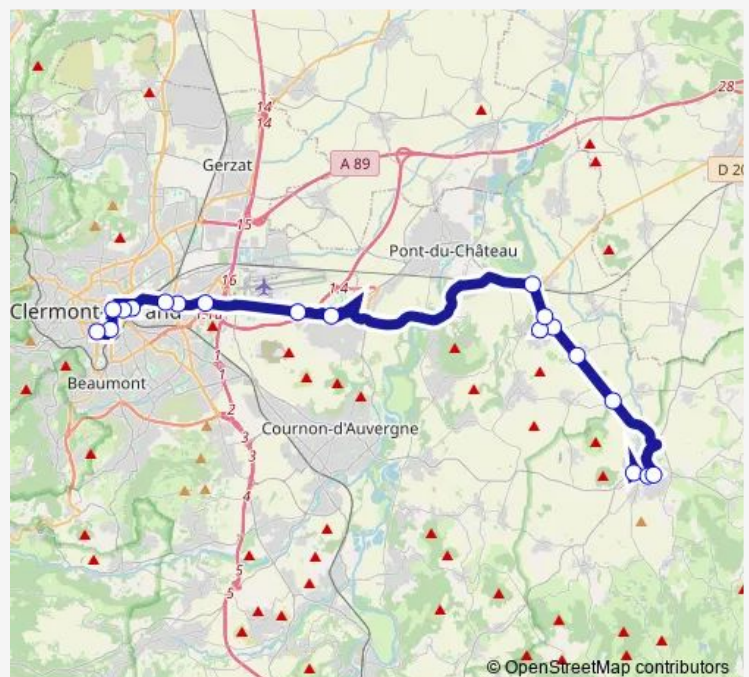 28
14
14
Gerzat
A 89
D 20
15
Pont-du-Château
16
14
Clermont
and
Beaumont
1
1
2
Cournon-d'Auvergne
3
3
4
5
5
© OpenStreetMap contributors